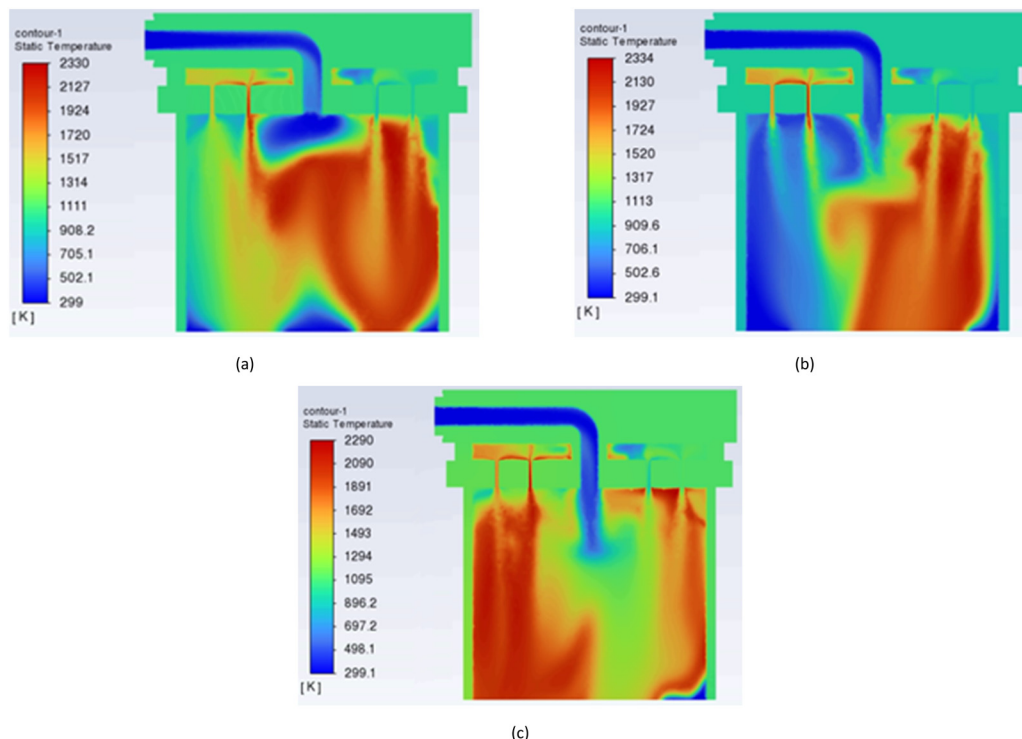 contour-1
Static Temperature
2330
2127
1924
1720
1517
1314
1111
908.2
705.1
502.1
299
[ K ]
(a)
contour-1
Static Temperature
2334
2130
1927
1724
1520
1317
1113
909.6
706.1
502.6
299.1
[ K ]
(b)
contour-1
Static Temperature
2290
2090
1891
1692
1493
1294
1095
896.2
697.2
498.1
299.1
[ K ]
(c)